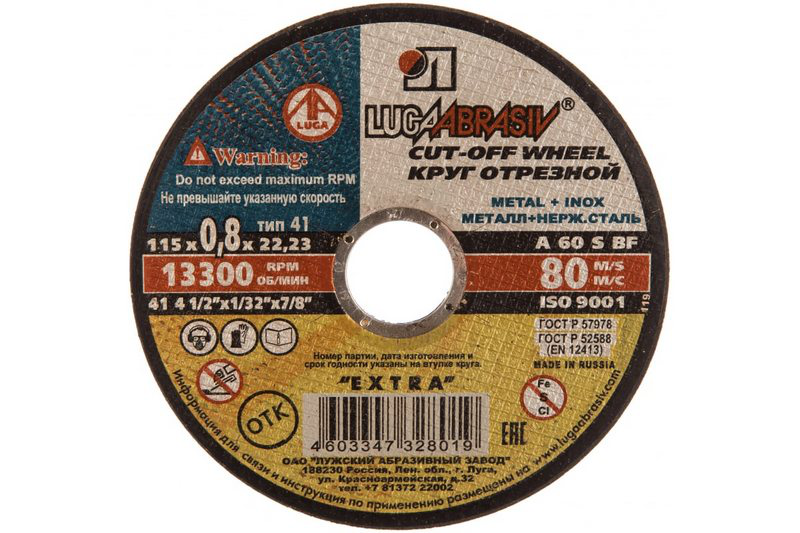 Л
LUGA
LUGAABRASIV®
CUT-OFF WHEEL
КРУГ ОТРЕЗНОЙ
Warning:
Do not exceed maximum RPM
Не превышайте указанную скорость
METAL + INOX
МЕТАЛЛ+НЕРЖ.СТАЛЬ
тип 41
115 x 0,8 x 22,23
A 60 S BF
13300 RPM ОБ/МИН
80 M/S М/С
41 4 1/2"x1/32"x7/8"
ISO 9001
119
ГОСТ Р 57978
ГОСТ Р 52588
(EN 12413)
MADE IN RUSSIA
Номер партии, дата изготовления и
срок годности указаны на втулке круга.
"EXTRA"
Fe
S
Cl
ОТК
4603347328019
EAC
ОАО "ЛУЖСКИЙ АБРАЗИВНЫЙ ЗАВОД"
188230 Россия, Лен. обл., г. Луга,
ул. Красноармейская, д.32
тел. +7 81372 22002
Информация для связи и инструкция по применению размещены на www.lugaabrasiv.com